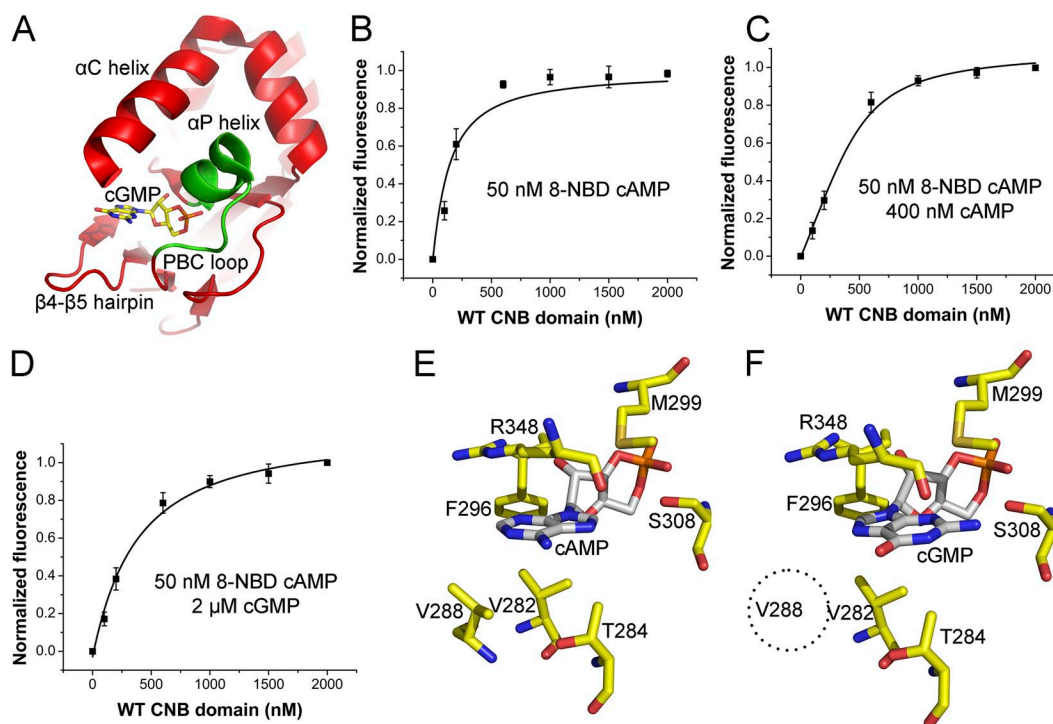 A
αC helix
αP helix
cGMP
PBC loop
β4-β5 hairpin
B
Normalized fluorescence
1.0
0.8
0.6
0.4
0.2
0.0
50 nM 8-NBD cAMP
0 500 1000 1500 2000
WT CNB domain (nM)
C
Normalized fluorescence
1.0
0.8
0.6
0.4
0.2
0.0
50 nM 8-NBD cAMP
400 nM cAMP
0 500 1000 1500 2000
WT CNB domain (nM)
D
Normalized fluorescence
1.0
0.8
0.6
0.4
0.2
0.0
50 nM 8-NBD cAMP
2 µM cGMP
0 500 1000 1500 2000
WT CNB domain (nM)
E
M299
R348
F296
S308
cAMP
V288
V282
T284
F
M299
R348
F296
S308
cGMP
V288
V282
T284